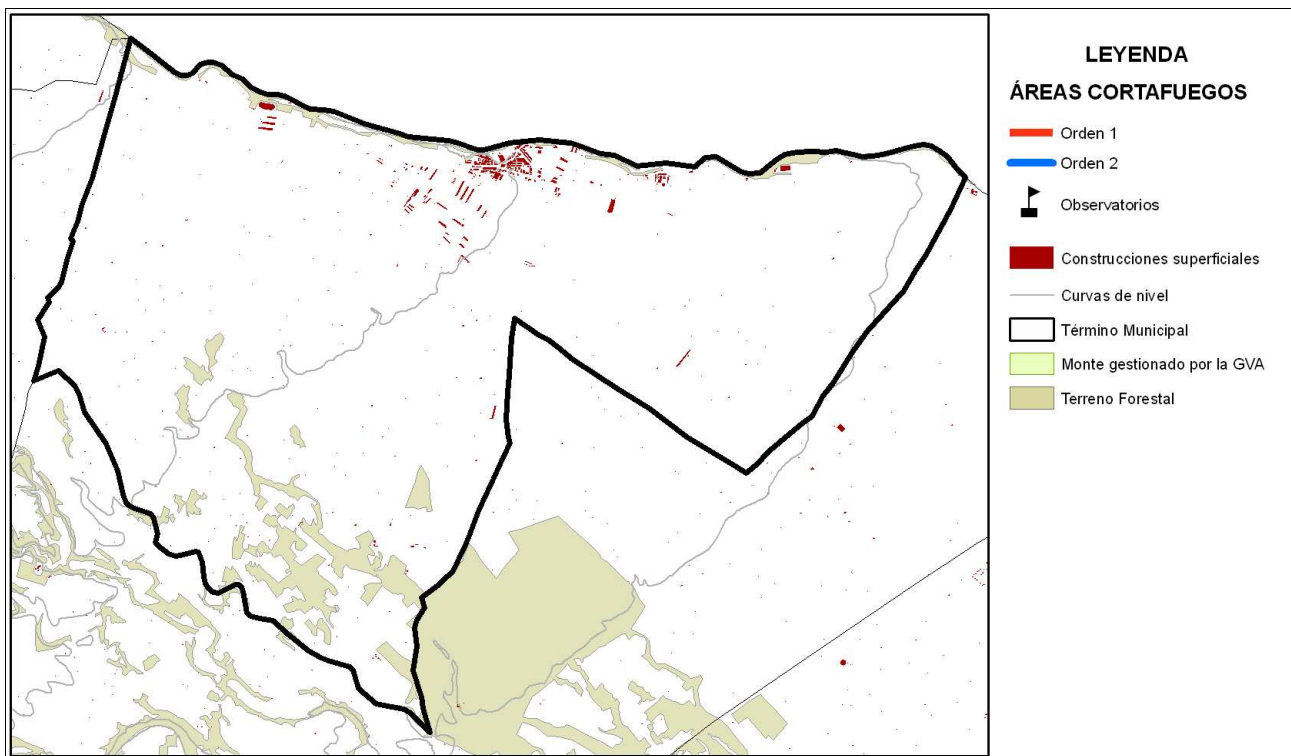 LEYENDA
ÁREAS CORTAFUEGOS
Orden 1
Orden 2
Observatorios
Construcciones superficiales
Curvas de nivel
Término Municipal
Monte gestionado por la GVA
Terreno Forestal